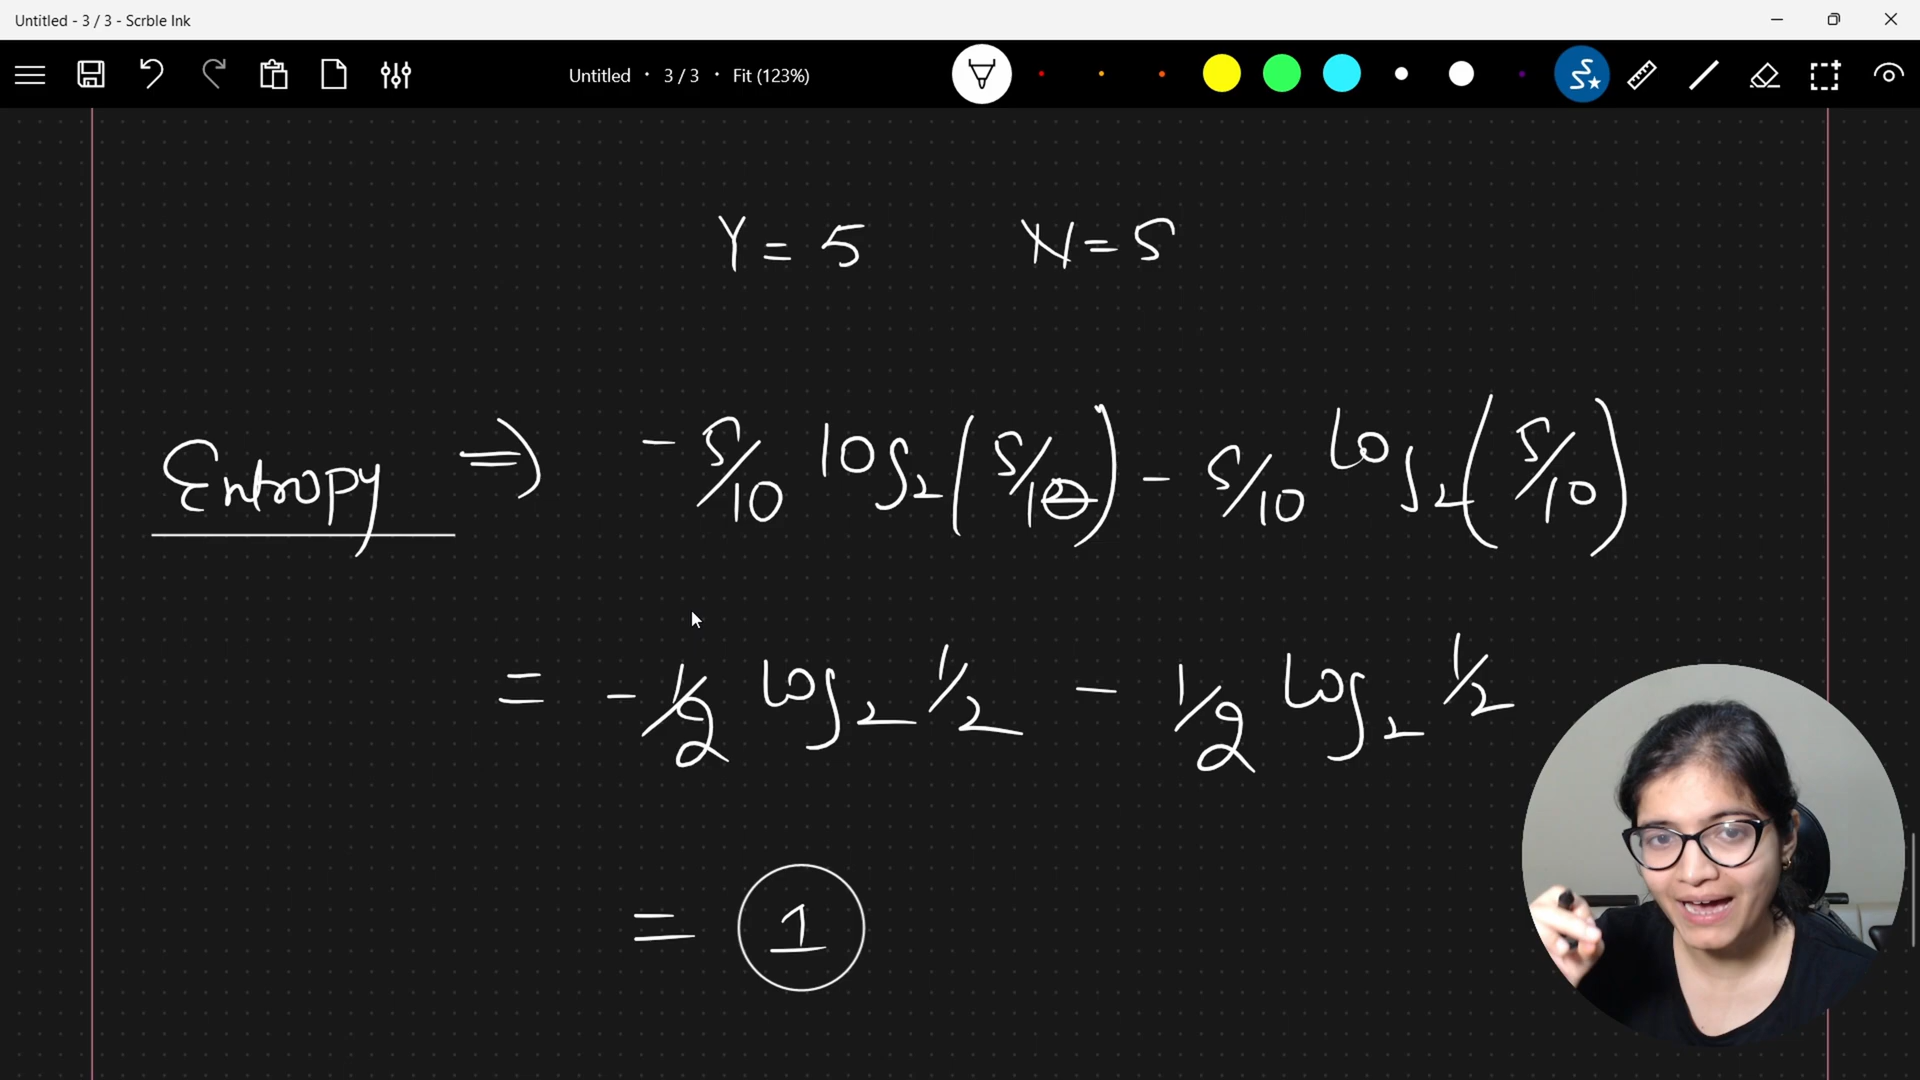 Untitled - 3 / 3 - Scrble Ink
Untitled • 3 / 3 • Fit (123%)
Y = 5 N = 5
Entropy => - 5/10 log₂ (5/10) - 5/10 log₂ (5/10)
= - 1/2 log₂ 1/2 - 1/2 log₂ 1/2
= 1